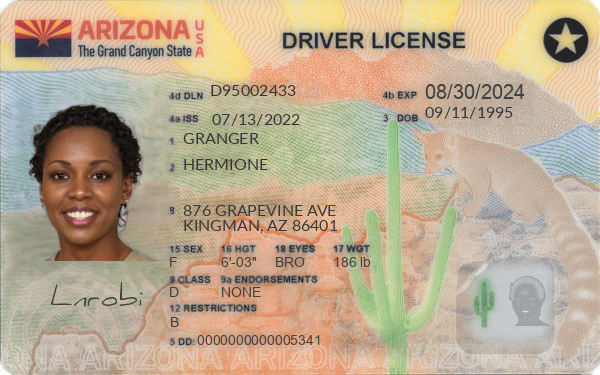 ARIZONA USA
The Grand Canyon State
DRIVER LICENSE
4d DLN D95002433
4b EXP 08/30/2024
4a ISS 07/13/2022
3 DOB 09/11/1995
1 GRANGER
2 HERMIONE
8 876 GRAPEVINE AVE
KINGMAN, AZ 86401
15 SEX 16 HGT 18 EYES 17 WGT
F 6'-03" BRO 186 lb
9 CLASS 9a ENDORSEMENTS
D NONE
12 RESTRICTIONS
B
Lnrobi
5 DD: 0000000000005341
ONA ARIZONA ARIZONA ARIZONA ARIZONA ARIZ